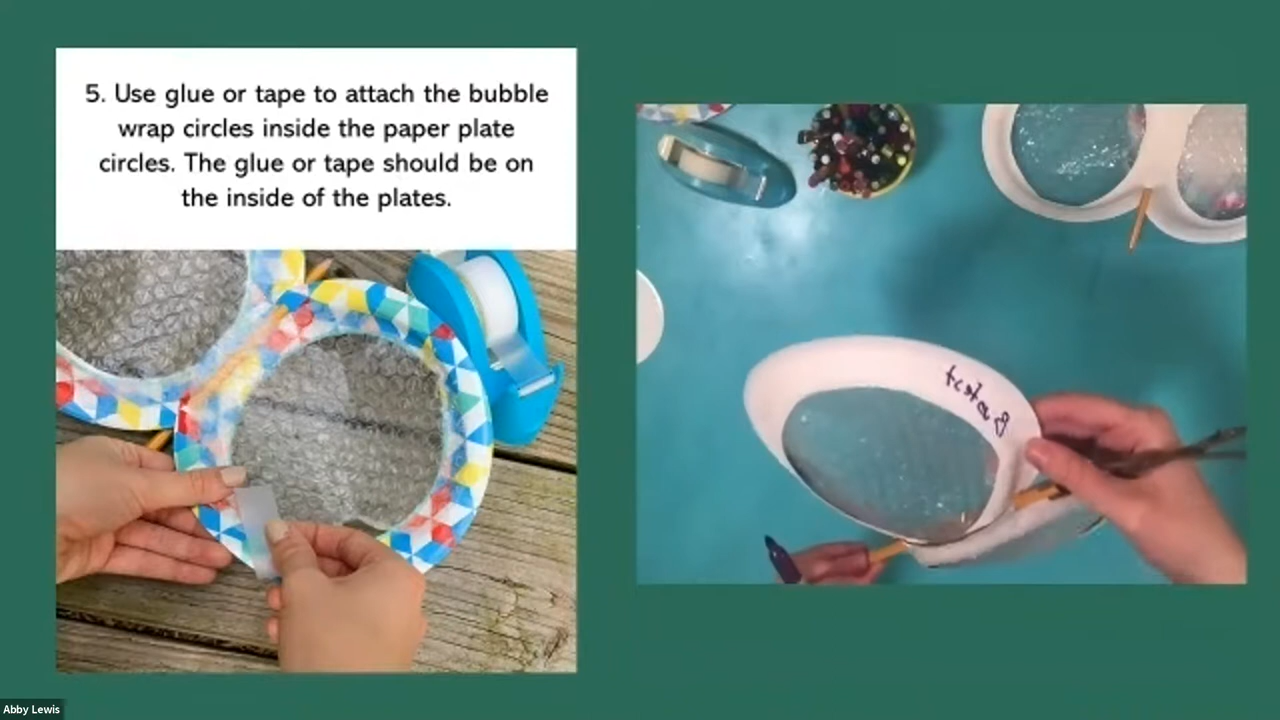 5. Use glue or tape to attach the bubble
wrap circles inside the paper plate
circles. The glue or tape should be on
the inside of the plates.
Abby Lewis